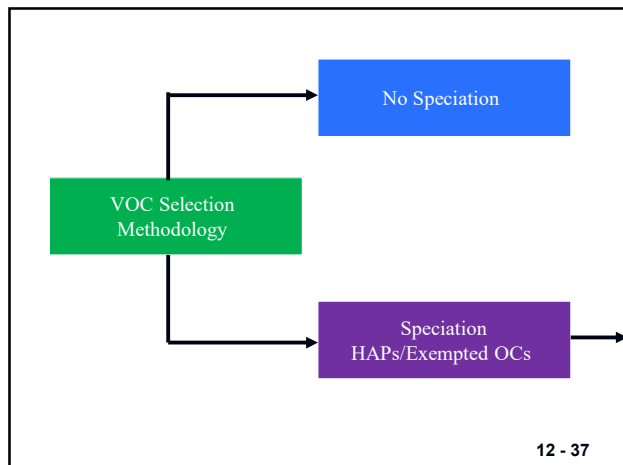 No Speciation
VOC Selection
Methodology
Speciation
HAPs/Exempted OCs
12 - 37